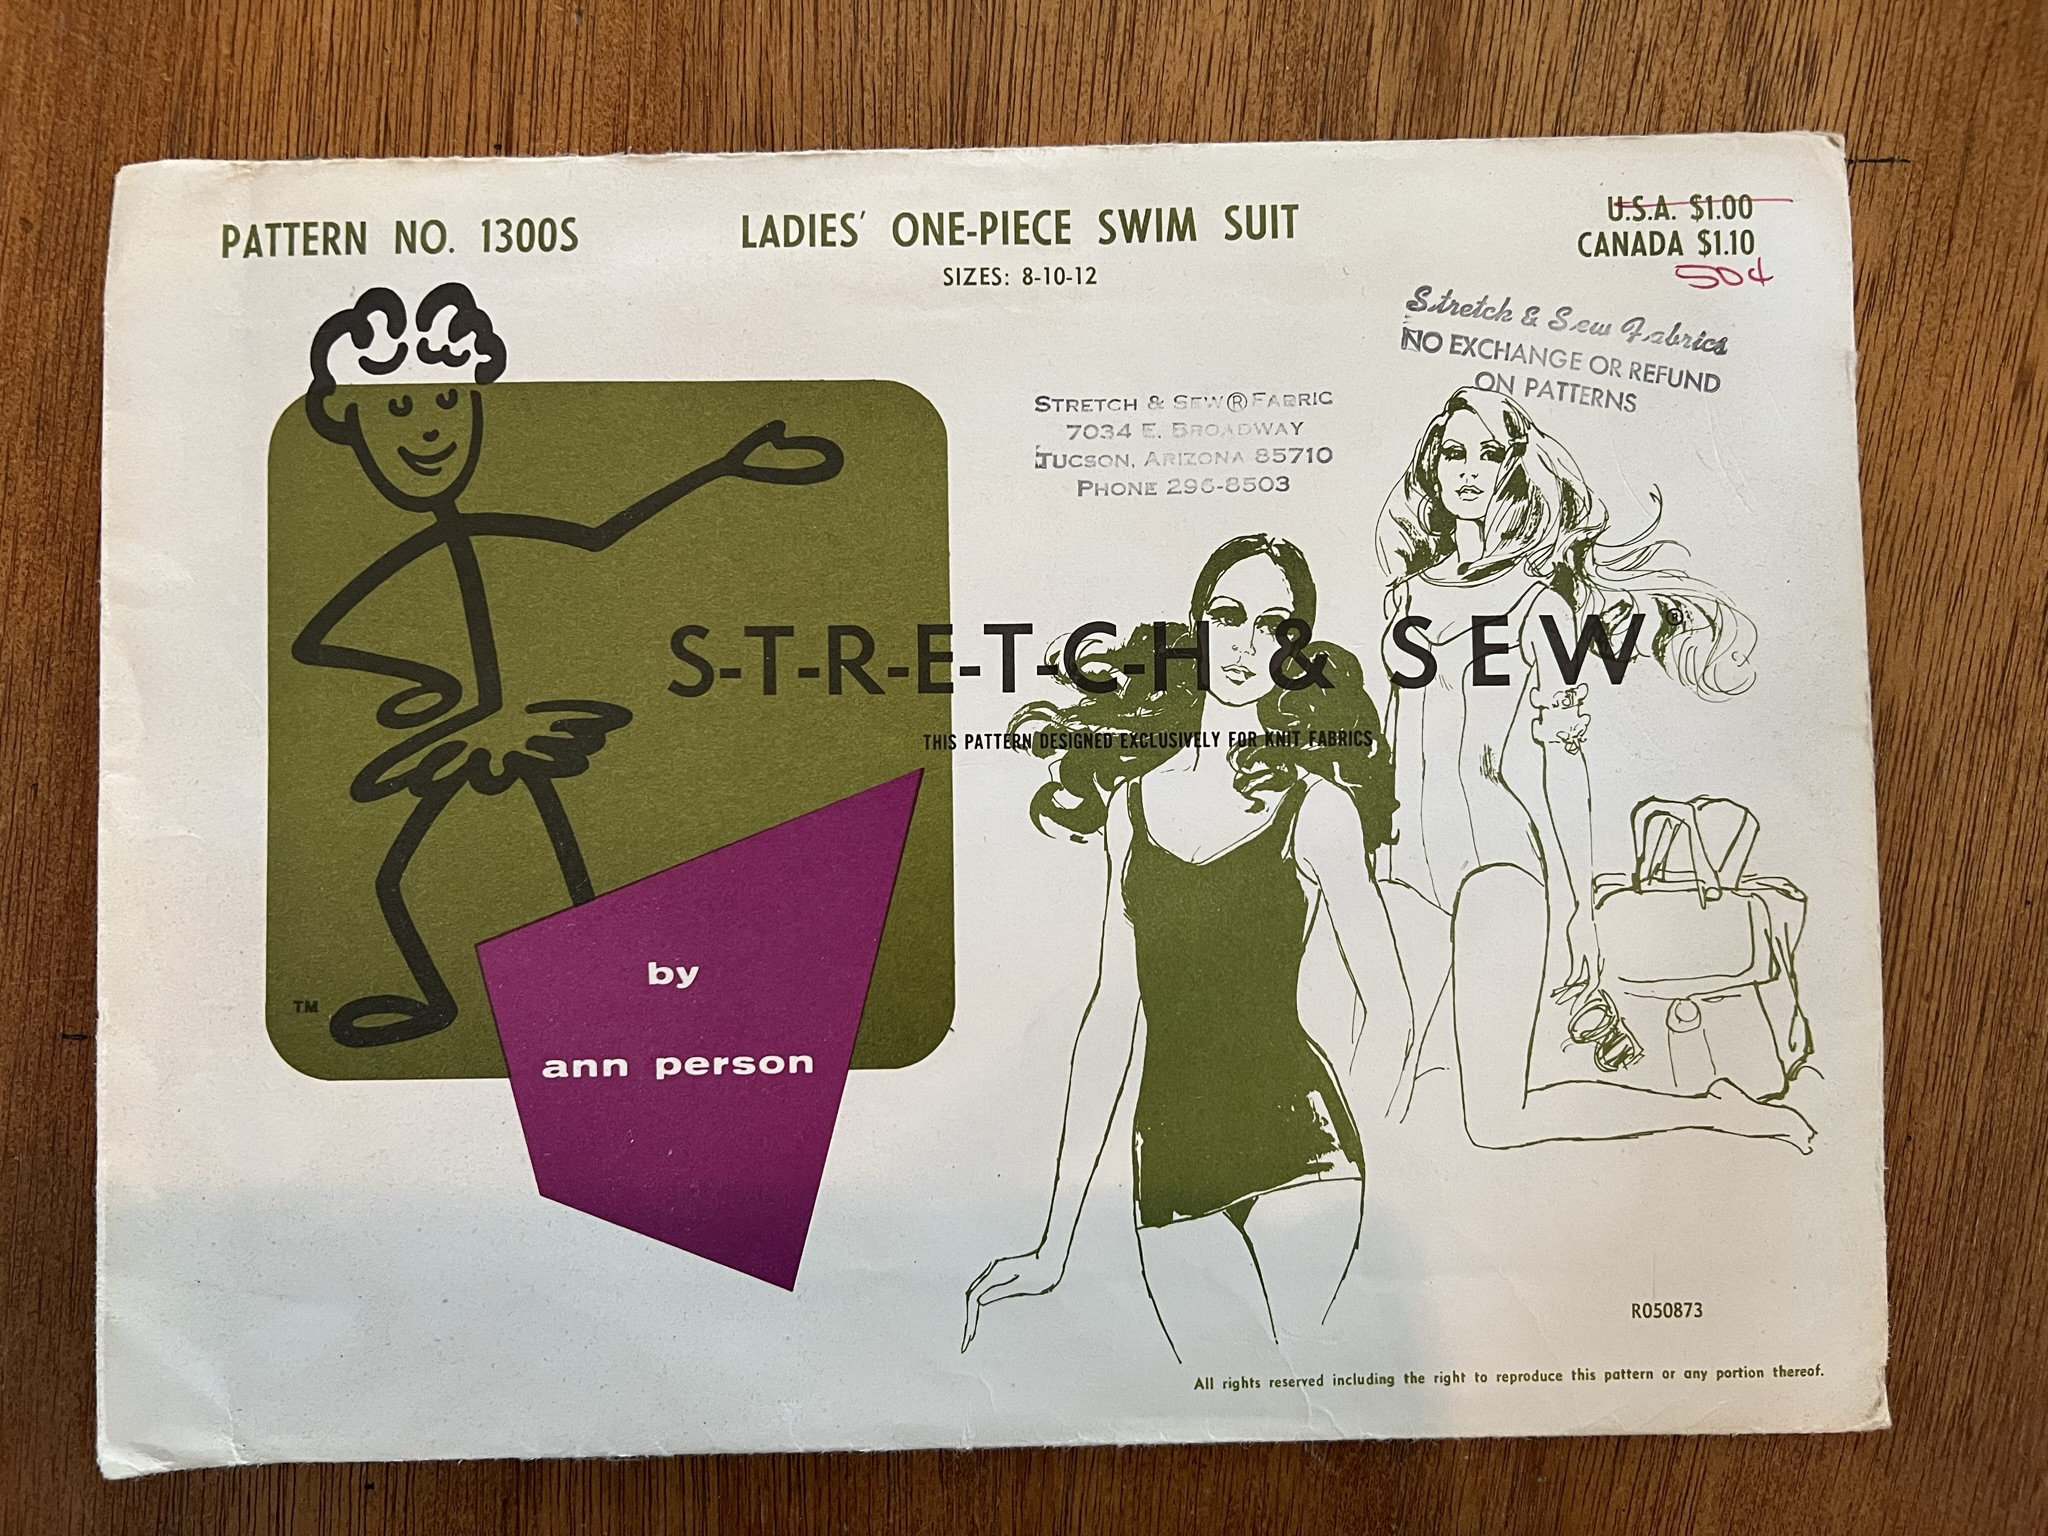 PATTERN NO. 1300S
LADIES' ONE-PIECE SWIM SUIT
SIZES: 8-10-12
U.S.A. $1.00
CANADA $1.10
50¢
Stretch & Sew Fabrics
NO EXCHANGE OR REFUND
ON PATTERNS
STRETCH & SEW® FABRIC
7034 E. BROADWAY
TUCSON, ARIZONA 85710
PHONE 296-8503
S-T-R-E-T-C-H & SEW®
THIS PATTERN DESIGNED EXCLUSIVELY FOR KNIT FABRICS
by
ann person
TM
R050873
All rights reserved including the right to reproduce this pattern or any portion thereof.